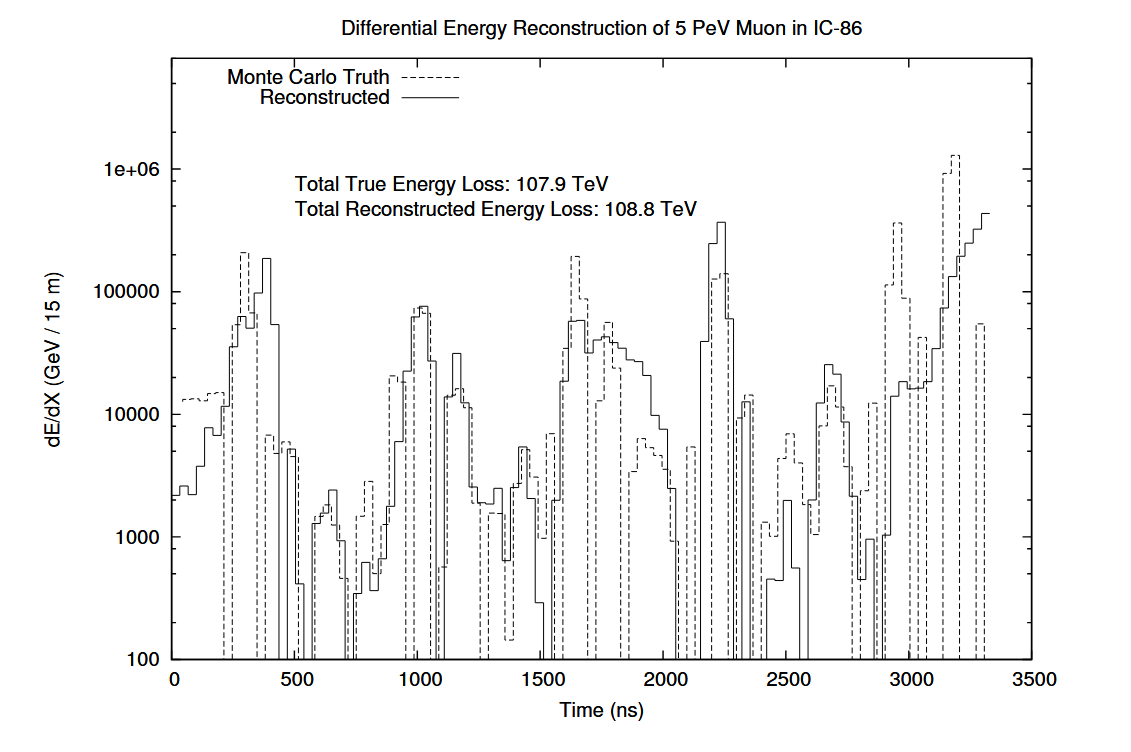 Differential Energy Reconstruction of 5 PeV Muon in IC-86
Monte Carlo Truth
Reconstructed
Total True Energy Loss: 107.9 TeV
Total Reconstructed Energy Loss: 108.8 TeV
dE/dX (GeV / 15 m)
1e+06
100000
10000
1000
100
0 500 1000 1500 2000 2500 3000 3500
Time (ns)